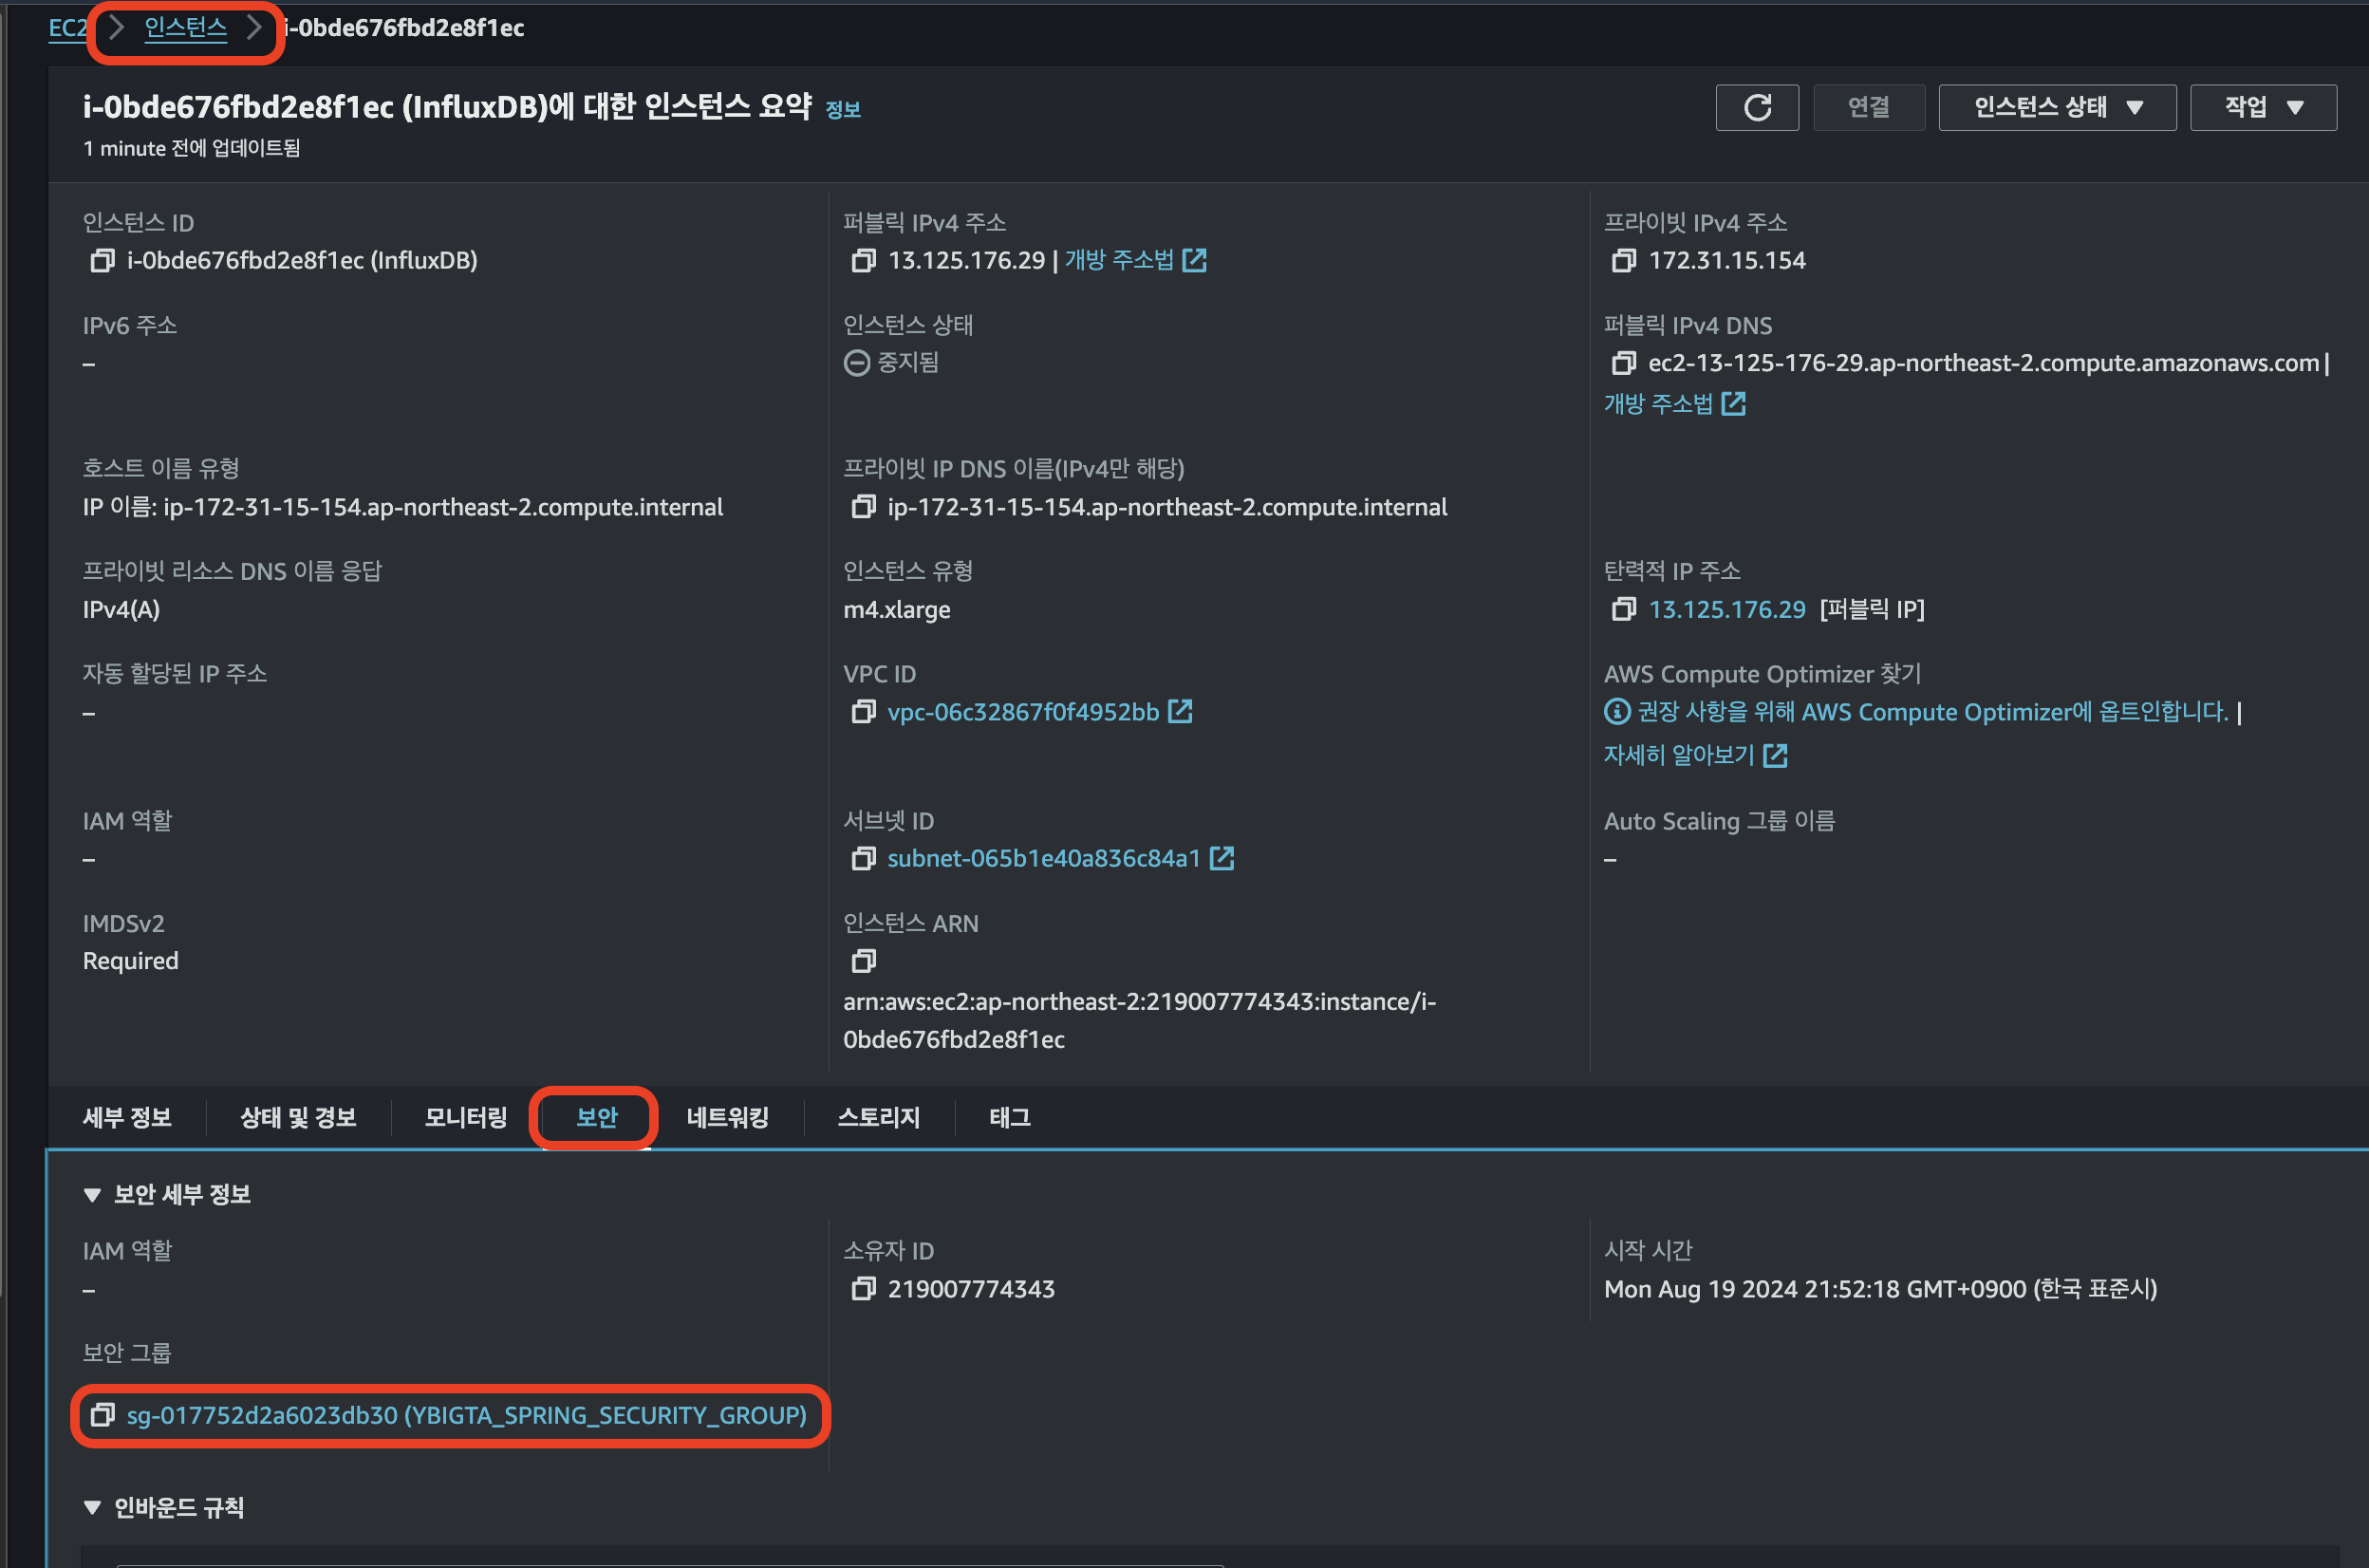 EC2 > 인스턴스 > i-0bde676fbd2e8f1ec
i-0bde676fbd2e8f1ec (InfluxDB)에 대한 인스턴스 요약 정보
연결
인스턴스 상태
작업
1 minute 전에 업데이트됨
인스턴스 ID
i-0bde676fbd2e8f1ec (InfluxDB)
퍼블릭 IPv4 주소
13.125.176.29 | 개방 주소법
프라이빗 IPv4 주소
172.31.15.154
IPv6 주소
–
인스턴스 상태
중지됨
퍼블릭 IPv4 DNS
ec2-13-125-176-29.ap-northeast-2.compute.amazonaws.com |
개방 주소법
호스트 이름 유형
IP 이름: ip-172-31-15-154.ap-northeast-2.compute.internal
프라이빗 IP DNS 이름(IPv4만 해당)
ip-172-31-15-154.ap-northeast-2.compute.internal
프라이빗 리소스 DNS 이름 응답
IPv4(A)
인스턴스 유형
m4.xlarge
탄력적 IP 주소
13.125.176.29 [퍼블릭 IP]
자동 할당된 IP 주소
–
VPC ID
vpc-06c32867f0f4952bb
AWS Compute Optimizer 찾기
권장 사항을 위해 AWS Compute Optimizer에 옵트인합니다. |
자세히 알아보기
IAM 역할
–
서브넷 ID
subnet-065b1e40a836c84a1
Auto Scaling 그룹 이름
–
IMDSv2
Required
인스턴스 ARN
arn:aws:ec2:ap-northeast-2:219007774343:instance/i-
0bde676fbd2e8f1ec
세부 정보
상태 및 경보
모니터링
보안
네트워킹
스토리지
태그
보안 세부 정보
IAM 역할
–
소유자 ID
219007774343
시작 시간
Mon Aug 19 2024 21:52:18 GMT+0900 (한국 표준시)
보안 그룹
sg-017752d2a6023db30 (YBIGTA_SPRING_SECURITY_GROUP)
인바운드 규칙